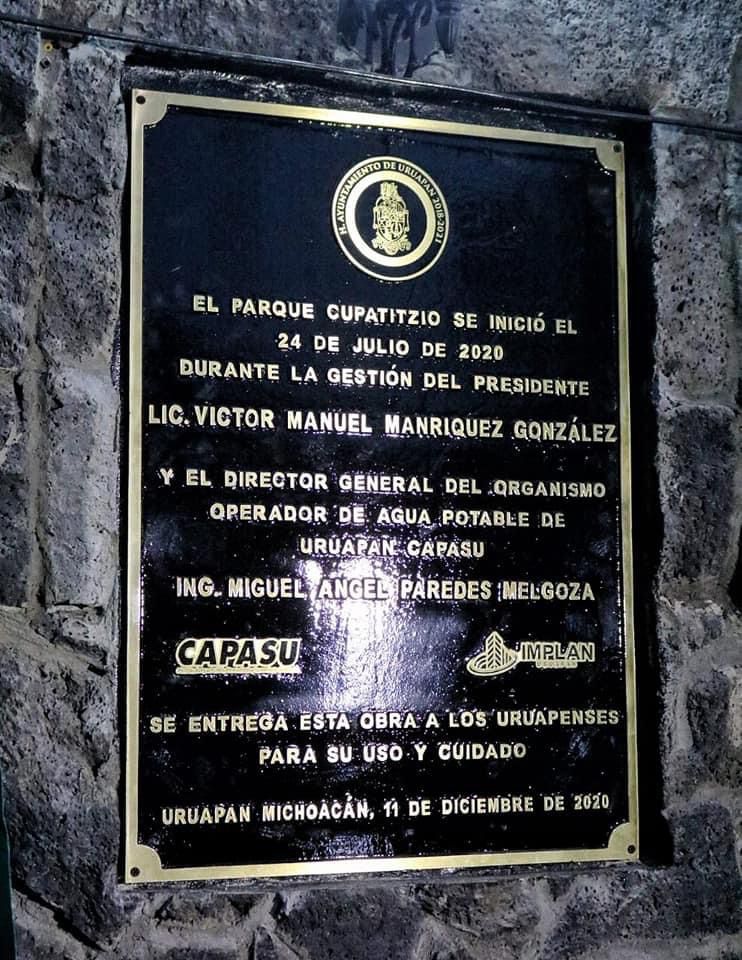 H. AYUNTAMIENTO DE URUAPAN 2018-2021
EL PARQUE CUPATITZIO SE INICIÓ EL
24 DE JULIO DE 2020
DURANTE LA GESTIÓN DEL PRESIDENTE
LIC. VICTOR MANUEL MANRIQUEZ GONZÁLEZ
Y EL DIRECTOR GENERAL DEL ORGANISMO
OPERADOR DE AGUA POTABLE DE
URUAPAN CAPASU
ING. MIGUEL ÁNGEL PAREDES MELGOZA
CAPASU
IMPLAN
SE ENTREGA ESTA OBRA A LOS URUAPENSES
PARA SU USO Y CUIDADO
URUAPAN MICHOACÁN, 11 DE DICIEMBRE DE 2020